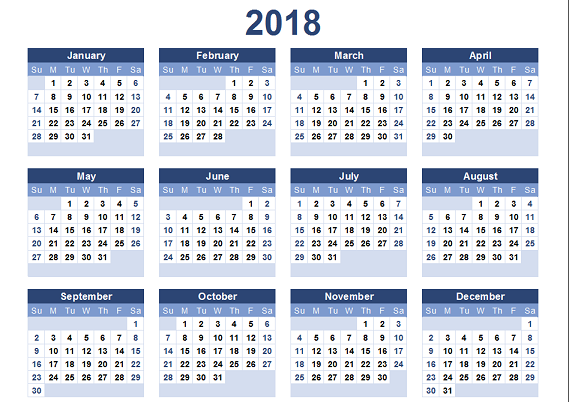 2018
January
Su M Tu W Th F Sa
1 2 3 4 5 6
7 8 9 10 11 12 13
14 15 16 17 18 19 20
21 22 23 24 25 26 27
28 29 30 31
February
Su M Tu W Th F Sa
1 2 3
4 5 6 7 8 9 10
11 12 13 14 15 16 17
18 19 20 21 22 23 24
25 26 27 28
March
Su M Tu W Th F Sa
1 2 3
4 5 6 7 8 9 10
11 12 13 14 15 16 17
18 19 20 21 22 23 24
25 26 27 28 29 30 31
April
Su M Tu W Th F Sa
1 2 3 4 5 6 7
8 9 10 11 12 13 14
15 16 17 18 19 20 21
22 23 24 25 26 27 28
29 30
May
Su M Tu W Th F Sa
1 2 3 4 5
6 7 8 9 10 11 12
13 14 15 16 17 18 19
20 21 22 23 24 25 26
27 28 29 30 31
June
Su M Tu W Th F Sa
1 2
3 4 5 6 7 8 9
10 11 12 13 14 15 16
17 18 19 20 21 22 23
24 25 26 27 28 29 30
July
Su M Tu W Th F Sa
1 2 3 4 5 6 7
8 9 10 11 12 13 14
15 16 17 18 19 20 21
22 23 24 25 26 27 28
29 30 31
August
Su M Tu W Th F Sa
1 2 3 4
5 6 7 8 9 10 11
12 13 14 15 16 17 18
19 20 21 22 23 24 25
26 27 28 29 30 31
September
Su M Tu W Th F Sa
1
2 3 4 5 6 7 8
9 10 11 12 13 14 15
16 17 18 19 20 21 22
23 24 25 26 27 28 29
30
October
Su M Tu W Th F Sa
1 2 3 4 5 6
7 8 9 10 11 12 13
14 15 16 17 18 19 20
21 22 23 24 25 26 27
28 29 30 31
November
Su M Tu W Th F Sa
1 2 3
4 5 6 7 8 9 10
11 12 13 14 15 16 17
18 19 20 21 22 23 24
25 26 27 28 29 30
December
Su M Tu W Th F Sa
1
2 3 4 5 6 7 8
9 10 11 12 13 14 15
16 17 18 19 20 21 22
23 24 25 26 27 28 29
30 31